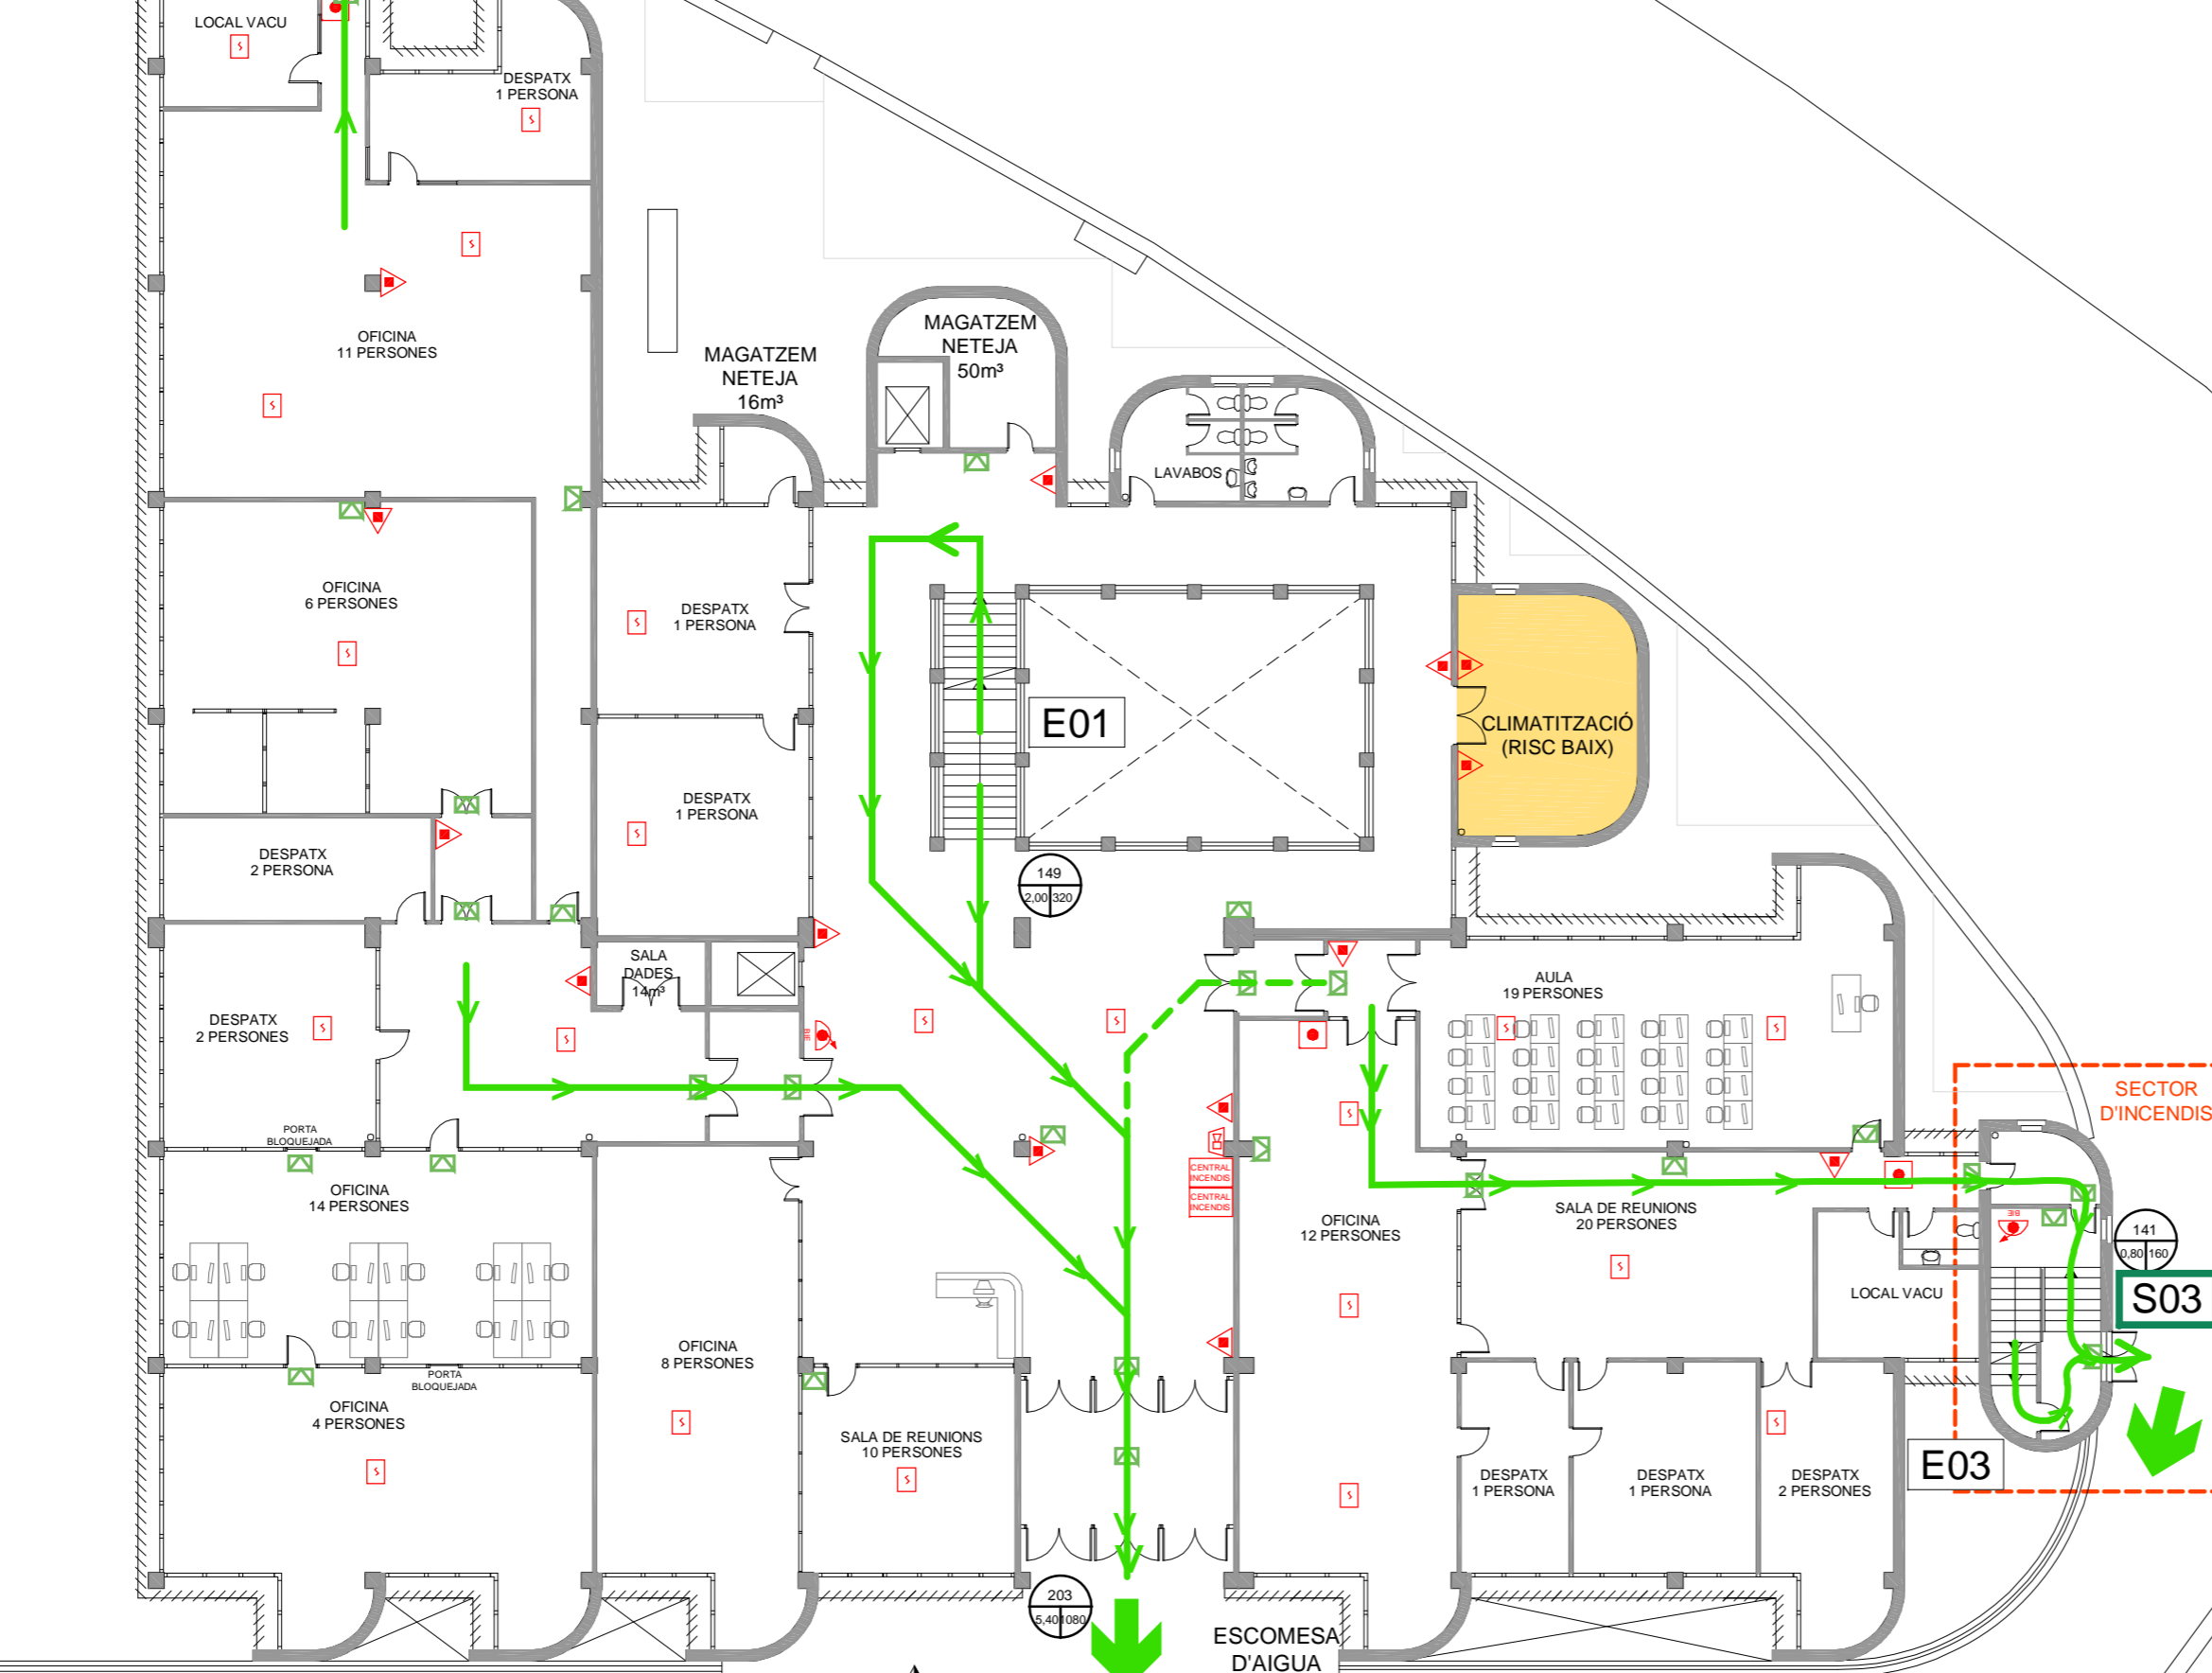 LOCAL VACU
DESPATX
1 PERSONA
OFICINA
11 PERSONES
MAGATZEM
NETEJA
16m³
MAGATZEM
NETEJA
50m³
LAVABOS
OFICINA
6 PERSONES
DESPATX
1 PERSONA
E01
CLIMATITZACIÓ
(RISC BAIX)
DESPATX
1 PERSONA
DESPATX
2 PERSONA
149
2,00 320
SALA
DADES
14m³
AULA
19 PERSONES
DESPATX
2 PERSONES
BIE
SECTOR
D'INCENDIS
PORTA
BLOQUEJADA
CENTRAL
INCENDIS
CENTRAL
INCENDIS
OFICINA
14 PERSONES
OFICINA
12 PERSONES
SALA DE REUNIONS
20 PERSONES
BIE
141
0,80 160
LOCAL VACU
S03
OFICINA
8 PERSONES
PORTA
BLOQUEJADA
OFICINA
4 PERSONES
SALA DE REUNIONS
10 PERSONES
DESPATX
1 PERSONA
DESPATX
1 PERSONA
DESPATX
2 PERSONES
E03
203
5,40 1080
ESCOMESA
D'AIGUA